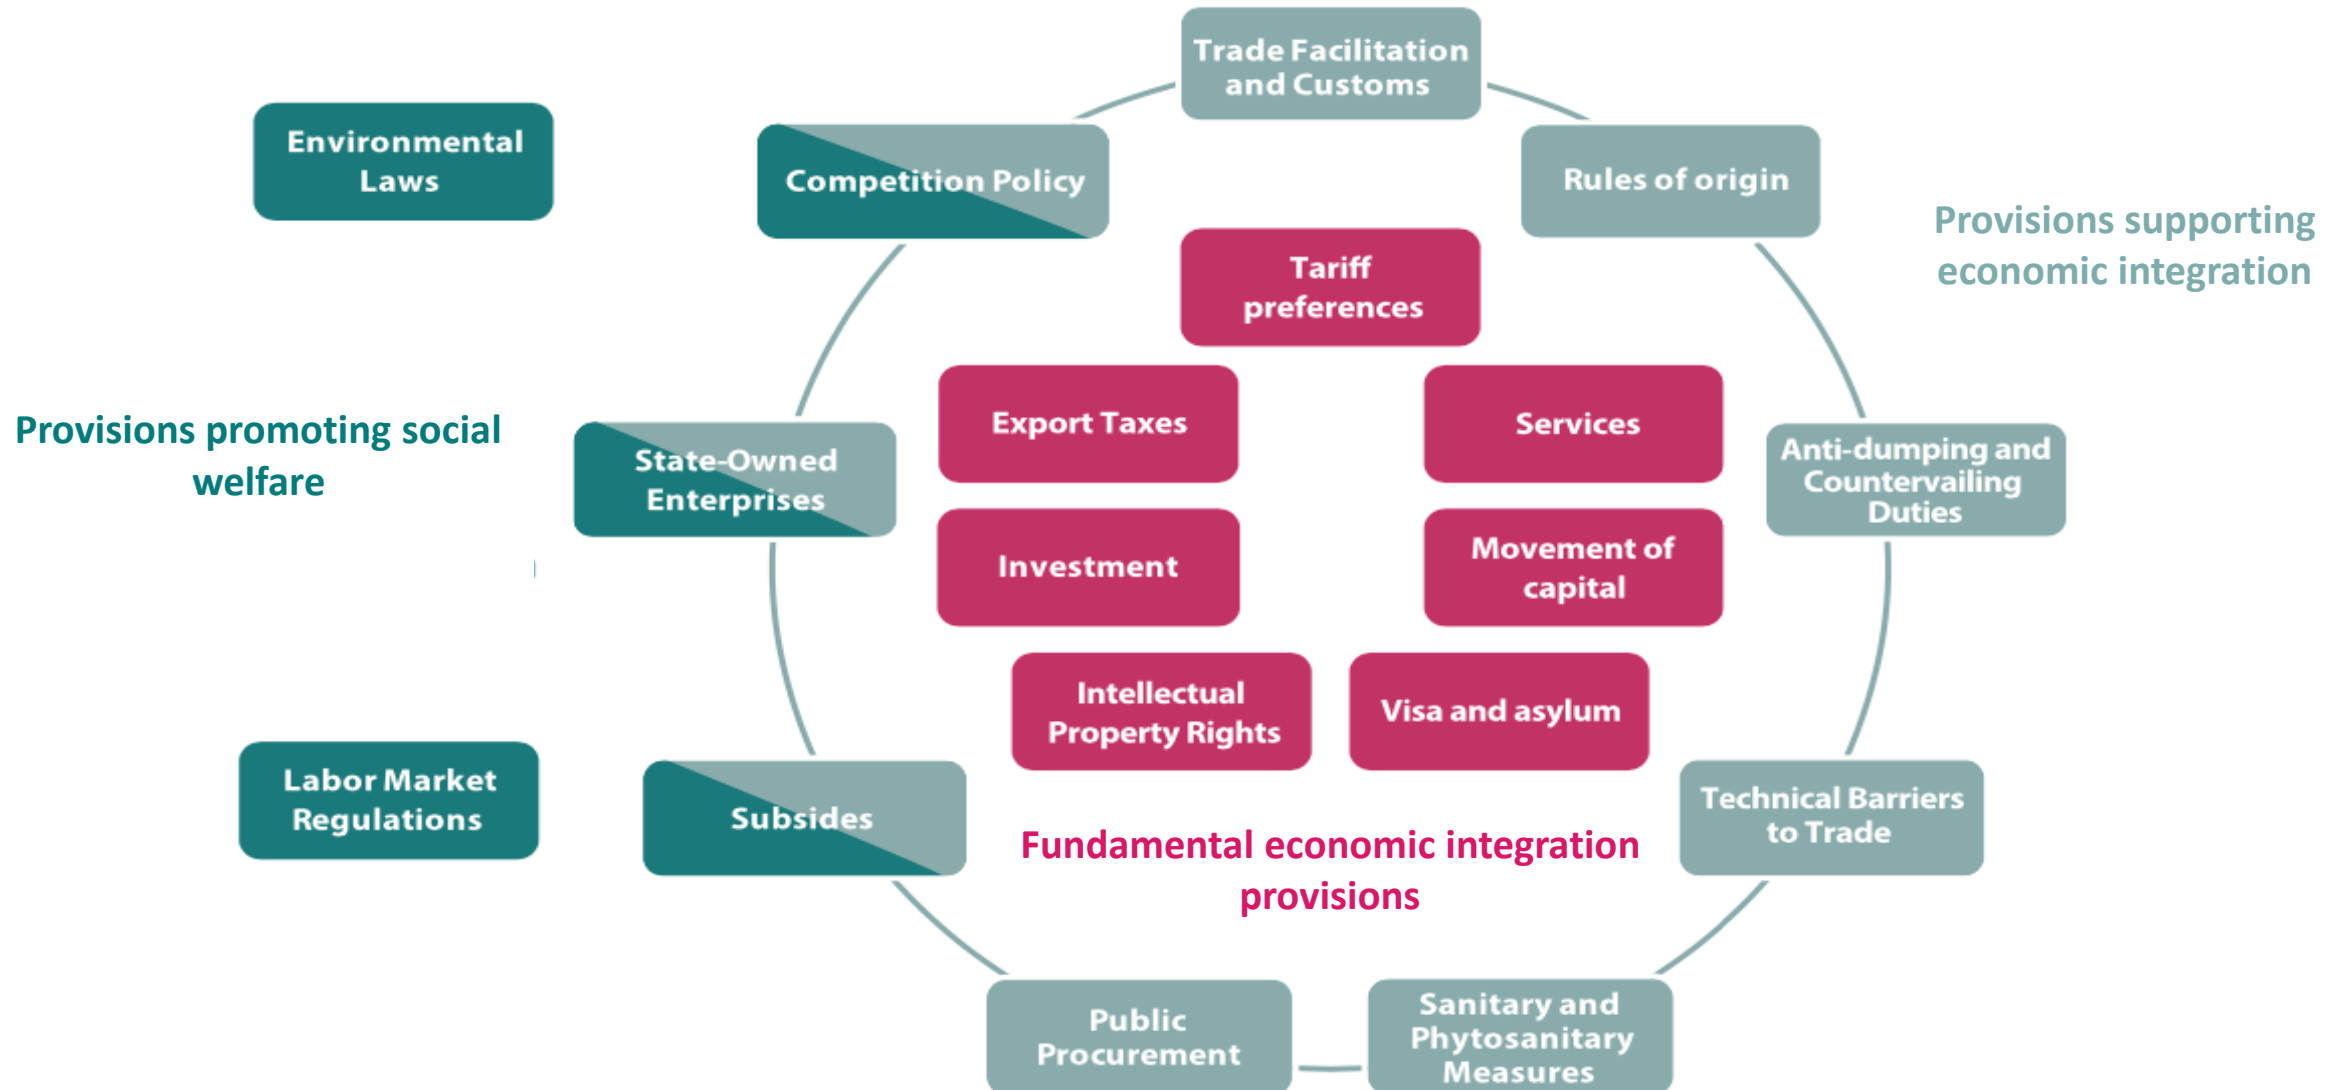 Trade Facilitation
and Customs
Environmental
Laws
Competition Policy
Rules of origin
Provisions supporting
economic integration
Tariff
preferences
Export Taxes
Services
Provisions promoting social
welfare
State-Owned
Enterprises
Anti-dumping and
Countervailing
Duties
Investment
Movement of
capital
Intellectual
Property Rights
Visa and asylum
Labor Market
Regulations
Subsides
Technical Barriers
to Trade
Fundamental economic integration
provisions
Public
Procurement
Sanitary and
Phytosanitary
Measures